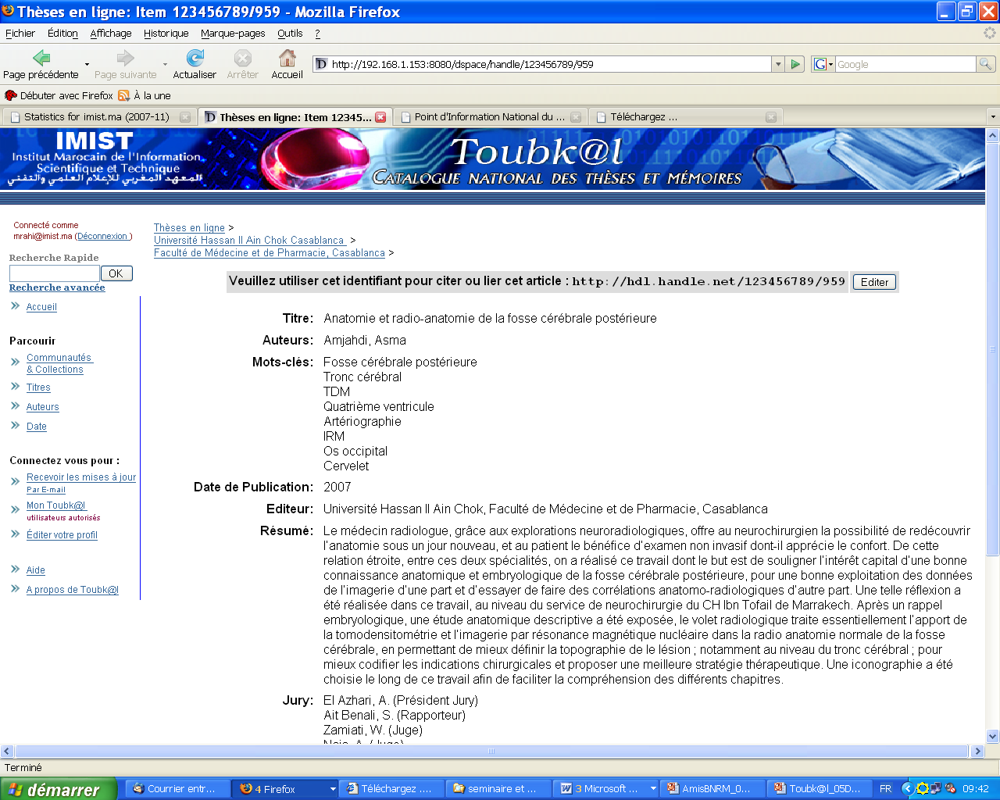 Thèses en ligne: Item 123456789/959 - Mozilla Firefox
Fichier Édition Affichage Historique Marque-pages Outils ?
http://192.168.1.153:8080/dspace/handle/123456789/959
G Google
Page précédente Page suivante Actualiser Arrêter Accueil
Débuter avec Firefox À la une
Statistics for imist.ma (2007-11)
Thèses en ligne: Item 12345...
Point d'Information National du ...
Téléchargez ...
IMIST
Institut Marocain de l'Information
Scientifique et Technique
المعهد المغربي للإعلام العلمي والتقني
Toubk@l
CATALOGUE NATIONAL DES THÈSES ET MÉMOIRES
Connecté comme
mrahi@imist.ma (Déconnexion )
Recherche Rapide
OK
Recherche avancée
Accueil
Parcourir
Communautés
& Collections
Titres
Auteurs
Date
Connectez vous pour :
Recevoir les mises à jour
Par E-mail
Mon Toubk@l
utilisateurs autorisés
Éditer votre profil
Aide
A propos de Toubk@l
Thèses en ligne >
Université Hassan II Ain Chok Casablanca >
Faculté de Médecine et de Pharmacie, Casablanca >
Veuillez utiliser cet identifiant pour citer ou lier cet article : http://hdl.handle.net/123456789/959
Editer
Titre: Anatomie et radio-anatomie de la fosse cérébrale postérieure
Auteurs: Amjahdi, Asma
Mots-clés: Fosse cérébrale postérieure
Tronc cérébral
TDM
Quatrième ventricule
Artériographie
IRM
Os occipital
Cervelet
Date de Publication: 2007
Editeur: Université Hassan II Ain Chok, Faculté de Médecine et de Pharmacie, Casablanca
Résumé: Le médecin radiologue, grâce aux explorations neuroradiologiques, offre au neurochirurgien la possibilité de redécouvrir
l'anatomie sous un jour nouveau, et au patient le bénéfice d'examen non invasif dont-il apprécie le confort. De cette
relation étroite, entre ces deux spécialités, on a réalisé ce travail dont le but est de souligner l'intérêt capital d'une bonne
connaissance anatomique et embryologique de la fosse cérébrale postérieure, pour une bonne exploitation des données
de l'imagerie d'une part et d'essayer de faire des corrélations anatomo-radiologiques d'autre part. Une telle réflexion a
été réalisée dans ce travail, au niveau du service de neurochirurgie du CH Ibn Tofail de Marrakech. Après un rappel
embryologique, une étude anatomique descriptive a été exposée, le volet radiologique traite essentiellement l'apport de
la tomodensitométrie et l'imagerie par résonance magnétique nucléaire dans la radio anatomie normale de la fosse
cérébrale, en permettant de mieux définir la topographie de le lésion ; notamment au niveau du tronc cérébral ; pour
mieux codifier les indications chirurgicales et proposer une meilleure stratégie thérapeutique. Une iconographie a été
choisie le long de ce travail afin de faciliter la compréhension des différents chapitres.
Jury: El Azhari, A. (Président Jury)
Ait Benali, S. (Rapporteur)
Zamiati, W. (Juge)
Terminé
démarrer
Courrier entr...
4 Firefox
Téléchargez ....
seminaire et ...
3 Microsoft ...
AmisBNRM_0...
Toubk@l_05D...
FR
09:42